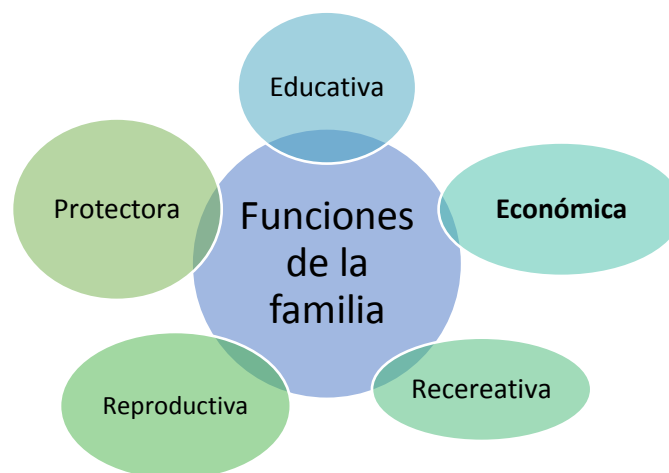 Educativa
Protectora
Económica
Funciones
de la
familia
Reproductiva
Recereativa